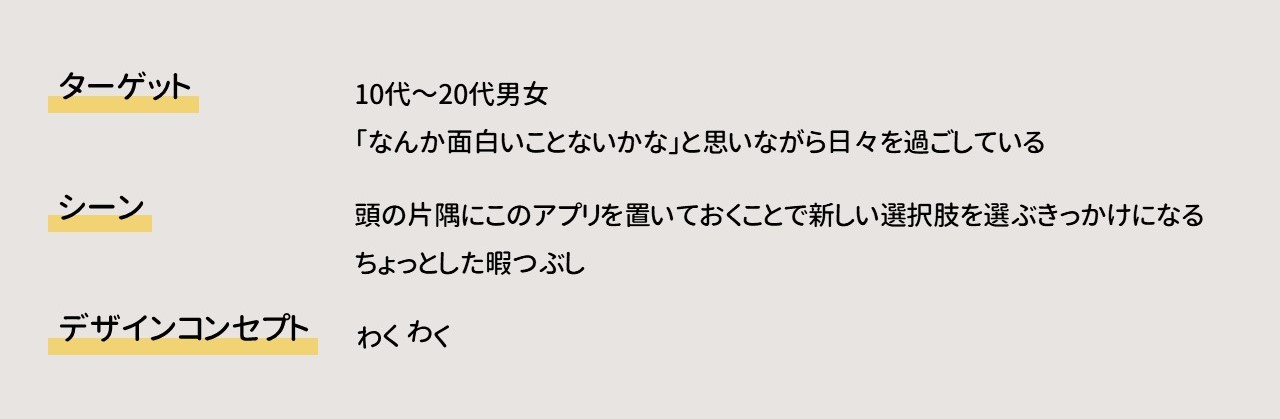 ターゲット
10代〜20代男女
「なんか面白いことないかな」と思いながら日々を過ごしている
シーン
頭の片隅にこのアプリを置いておくことで新しい選択肢を選ぶきっかけになる
ちょっとした暇つぶし
デザインコンセプト
わくわく